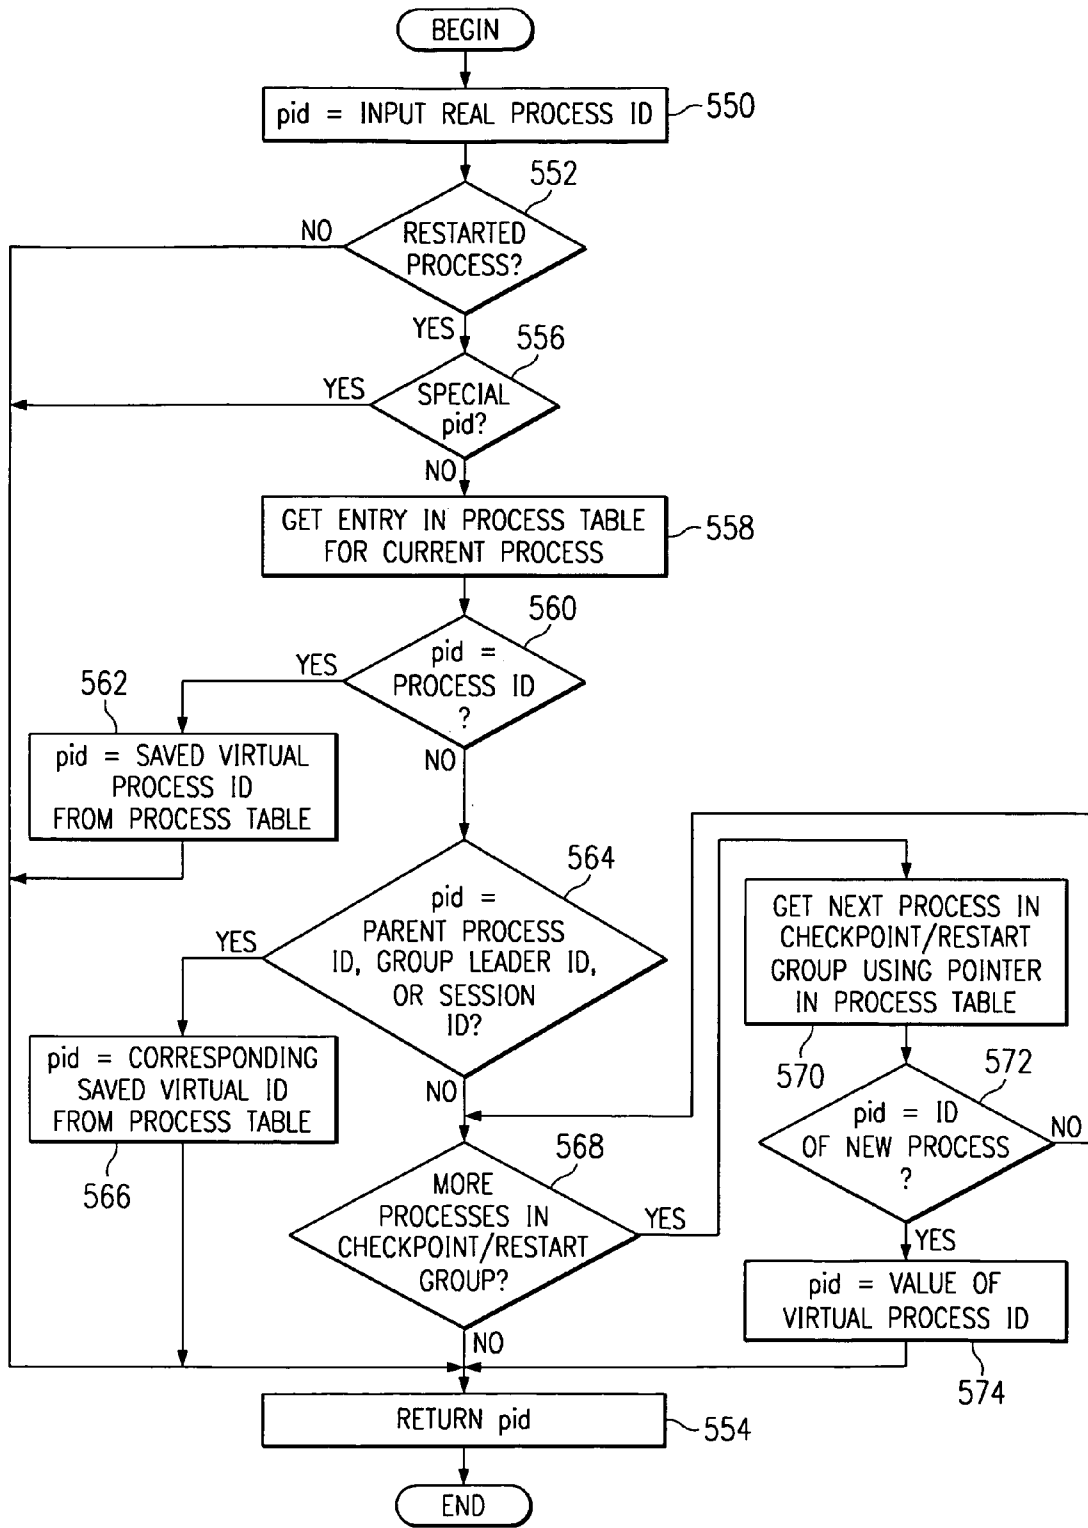 BEGIN
pid = INPUT REAL PROCESS ID
550
552
RESTARTED
PROCESS?
NO
YES
556
SPECIAL
pid?
YES
NO
GET ENTRY IN PROCESS TABLE
FOR CURRENT PROCESS
558
560
pid =
PROCESS ID
?
YES
NO
562
pid = SAVED VIRTUAL
PROCESS ID
FROM PROCESS TABLE
564
pid =
PARENT PROCESS
ID, GROUP LEADER ID,
OR SESSION
ID?
YES
NO
pid = CORRESPONDING
SAVED VIRTUAL ID
FROM PROCESS TABLE
566
568
MORE
PROCESSES IN
CHECKPOINT/RESTART
GROUP?
YES
NO
GET NEXT PROCESS IN
CHECKPOINT/RESTART
GROUP USING POINTER
IN PROCESS TABLE
570
572
pid = ID
OF NEW PROCESS
?
NO
YES
pid = VALUE OF
VIRTUAL PROCESS ID
574
RETURN pid
554
END